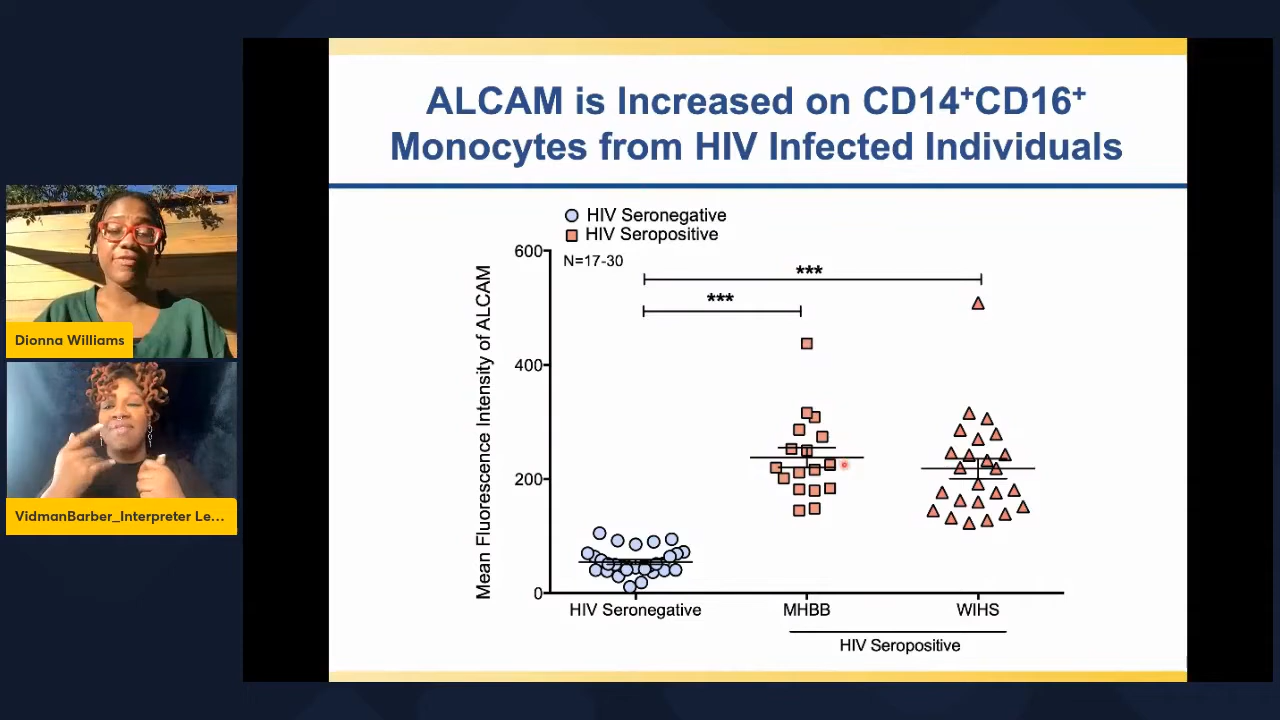 ALCAM is Increased on CD14⁺CD16⁺
Monocytes from HIV Infected Individuals
HIV Seronegative
HIV Seropositive
N=17-30
Mean Fluorescence Intensity of ALCAM
600
400
200
0
***
***
HIV Seronegative
MHBB
WIHS
HIV Seropositive
Dionna Williams
VidmanBarber_Interpreter Le...